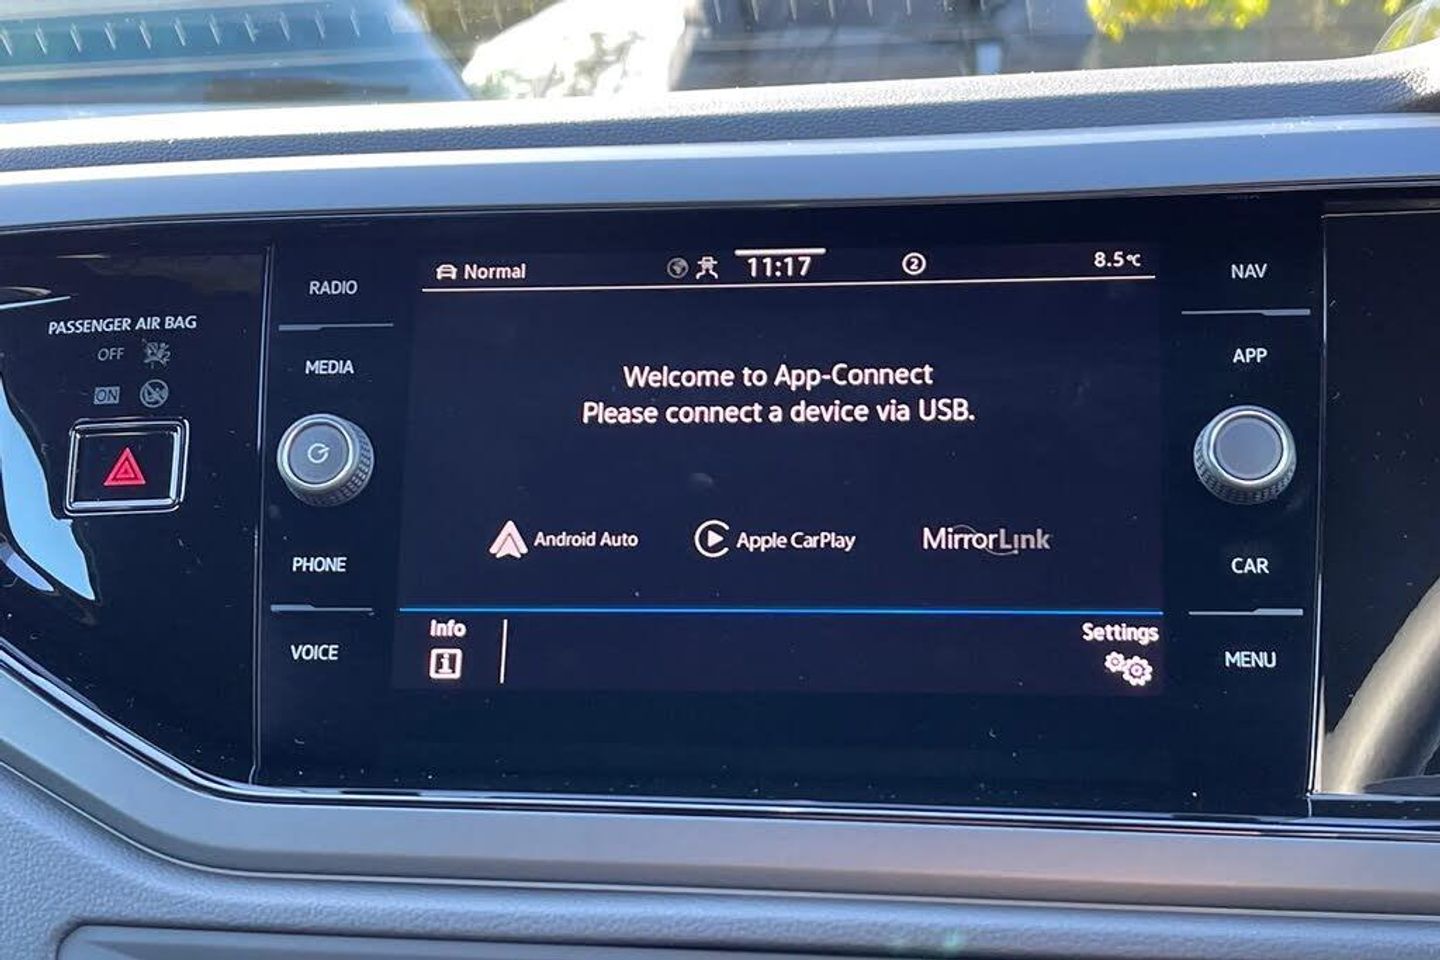 PASSENGER AIR BAG
OFF
ON
RADIO
MEDIA
PHONE
VOICE
Normal
11:17
2
8.5°C
Welcome to App-Connect
Please connect a device via USB.
Android Auto
Apple CarPlay
MirrorLink
Info
i
Settings
NAV
APP
CAR
MENU